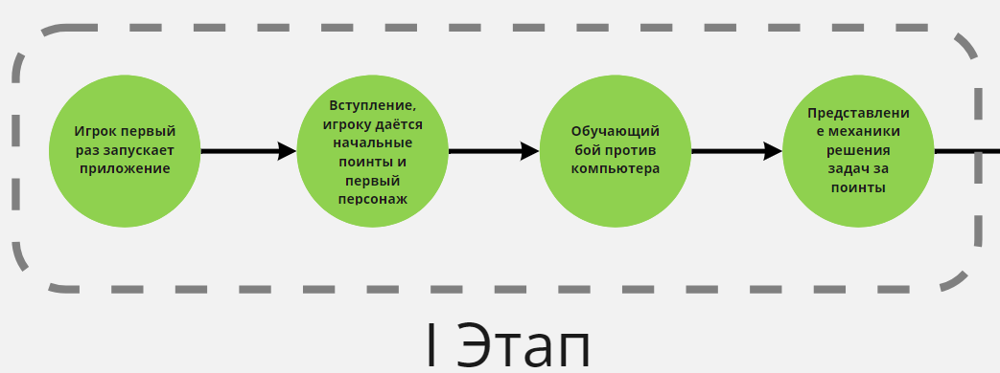 Игрок первый
раз запускает
приложение
Вступление,
игроку даётся
начальные
поинты и
первый
персонаж
Обучающий
бой против
компьютера
Представлени
е механики
решения
задач за
поинты
I Этап